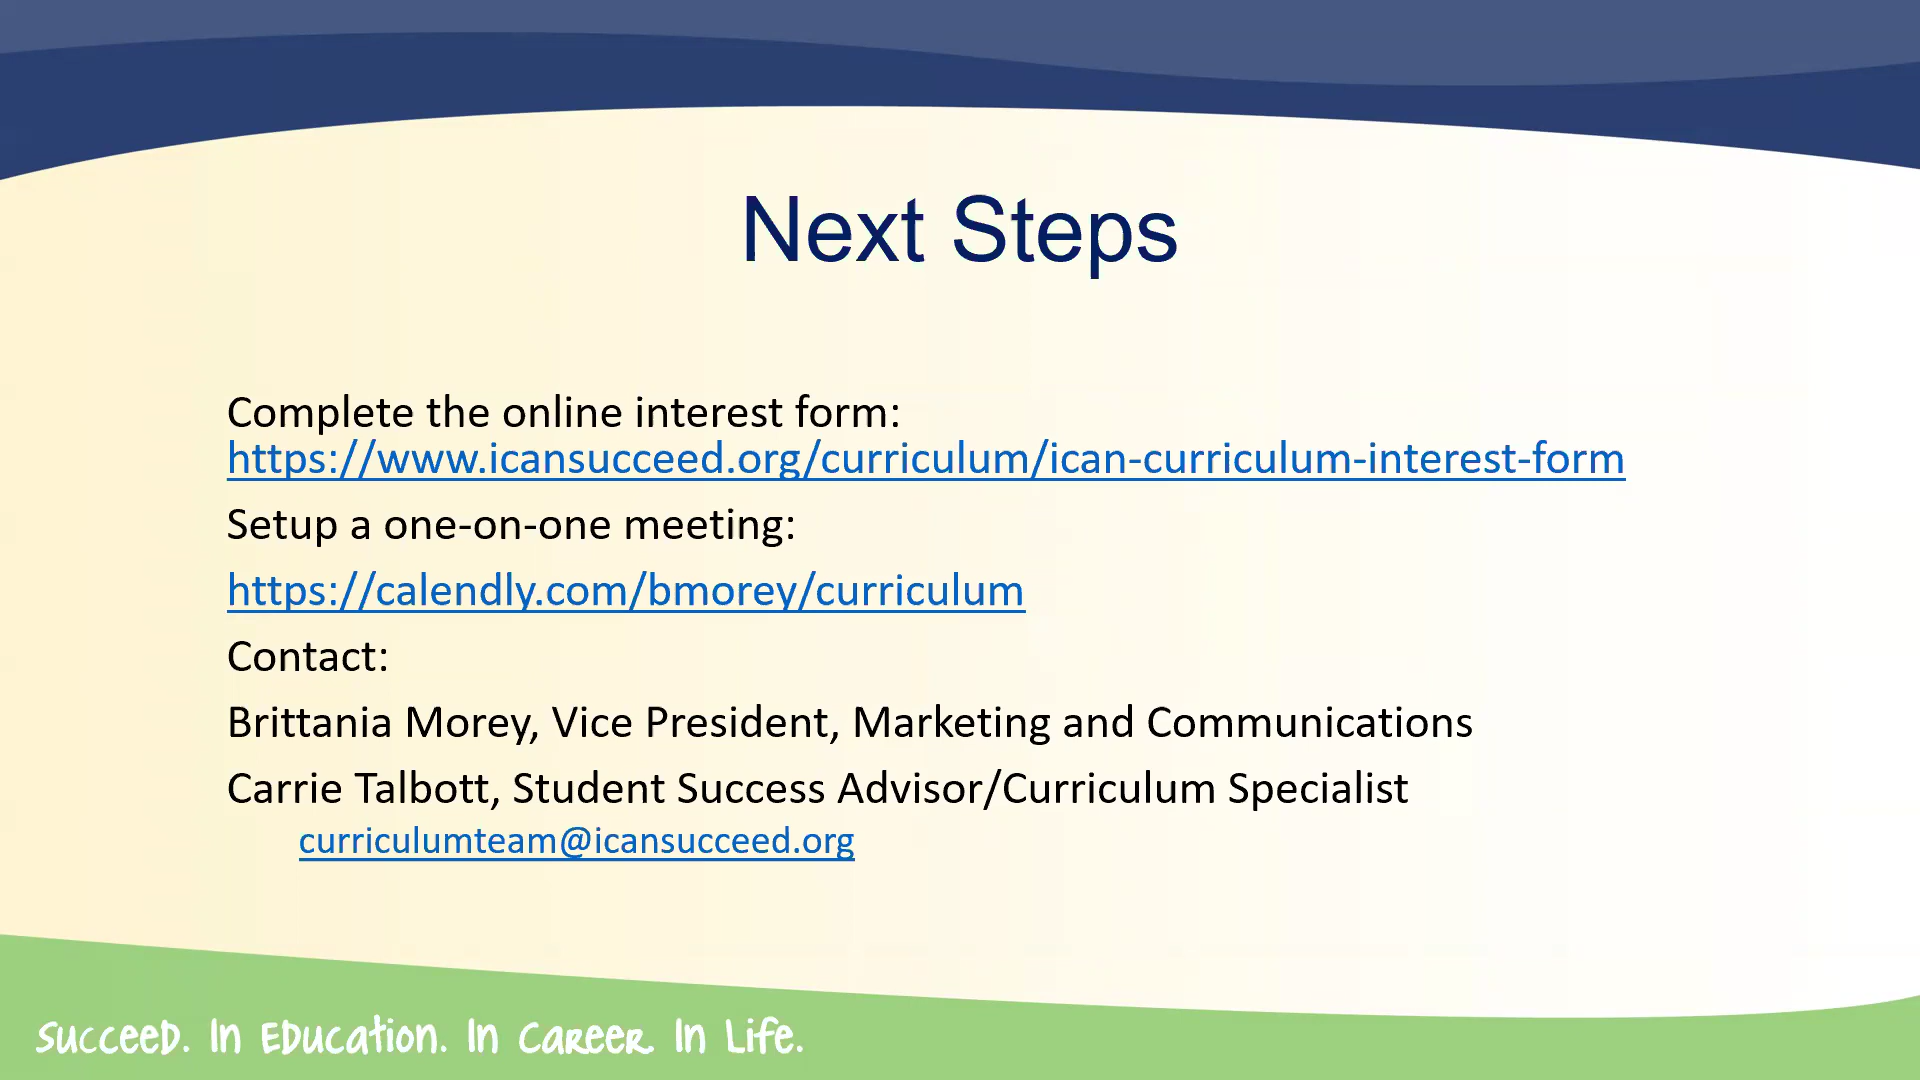 Next Steps
Complete the online interest form:
https://www.icansucceed.org/curriculum/ican-curriculum-interest-form
Setup a one-on-one meeting:
https://calendly.com/bmorey/curriculum
Contact:
Brittania Morey, Vice President, Marketing and Communications
Carrie Talbott, Student Success Advisor/Curriculum Specialist
curriculumteam@icansucceed.org
Succeed. In Education. In Career. In Life.